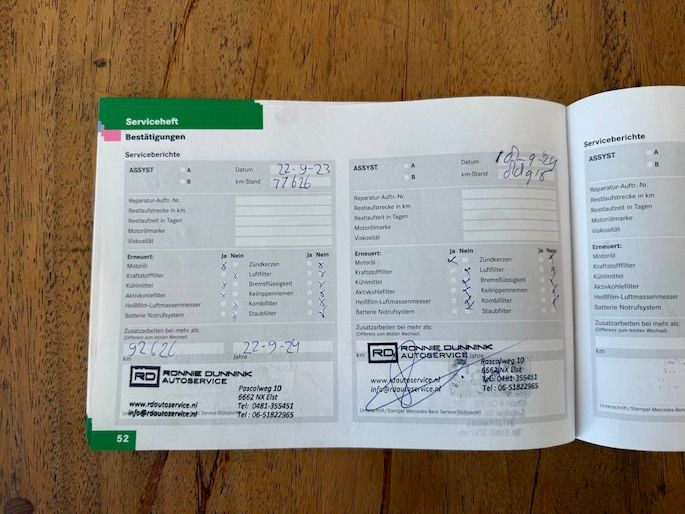 Serviceheft
Bestätigungen
Serviceberichte
ASSYST A
B
Datum 22-9-23
km-Stand 77626
Reparatur-Auftr.-Nr.
Restlaufstrecke in km
Restlaufzeit in Tagen
Motorölmarke
Viskosität
Erneuert: Ja Nein Ja Nein
Motoröl Zündkerzen
Kraftstofffilter Luftfilter
Kühlmittel Bremsflüssigkeit
Aktivkohlefilter Keilrippenriemen
Heißfilm-Luftmassenmesser Kombifilter
Batterie Notrufsystem Staubfilter
Zusatzarbeiten bei mehr als:
(Differenz zum letzten Wechsel)
92626 22-9-24
km Jahre
RD RONNIE DUNNINK
AUTOSERVICE
Pascalweg 10
6662 NX Elst
www.rdautoservice.nl Tel: 0481-355451
info@rdautoservice.nl Tel : 06-51822965
52
ASSYST A
B
Datum
km-Stand
Reparatur-Auftr.-Nr.
Restlaufstrecke in km
Restlaufzeit in Tagen
Motorölmarke
Viskosität
Erneuert: Ja Nein Ja Nein
Motoröl Zündkerzen
Kraftstofffilter Luftfilter
Kühlmittel Bremsflüssigkeit
Aktivkohlefilter Keilrippenriemen
Heißfilm-Luftmassenmesser Kombifilter
Batterie Notrufsystem Staubfilter
Zusatzarbeiten bei mehr als:
(Differenz zum letzten Wechsel)
km Jahre
RD RONNIE DUNNINK
AUTOSERVICE
Pascalweg 10
6662 NX Elst
www.rdautoservice.nl Tel: 0481-355451
info@rdautoservice.nl Tel : 06-51822965
Unterschrift/Stempel Mercedes-Benz Service-Stützpunkt
Serviceberichte
ASSYST A
B
Reparatur-Auftr.-Nr.
Restlaufstrecke in km
Restlaufzeit in Tagen
Motorölmarke
Viskosität
Erneuert:
Motoröl
Kraftstofffilter
Kühlmittel
Aktivkohlefilter
Heißfilm-Luftmassenmesser
Batterie Notrufsystem
Zusatzarbeiten bei mehr als:
(Differenz zum letzten Wechsel)
km
Unterschrift/Stempel Mercedes-Ben